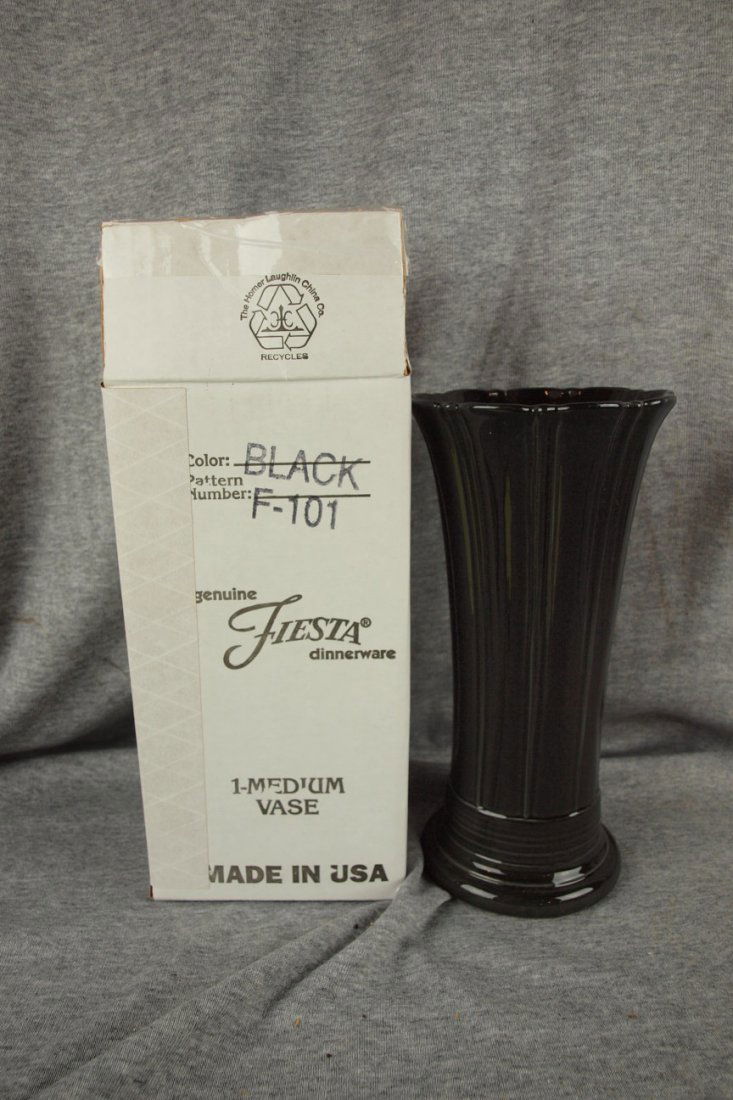 The Homer Laughlin China Co.
RECYCLES
Color: BLACK
Pattern
Number: F-101
genuine
FIESTA®
dinnerware
1-MEDIUM
VASE
MADE IN USA